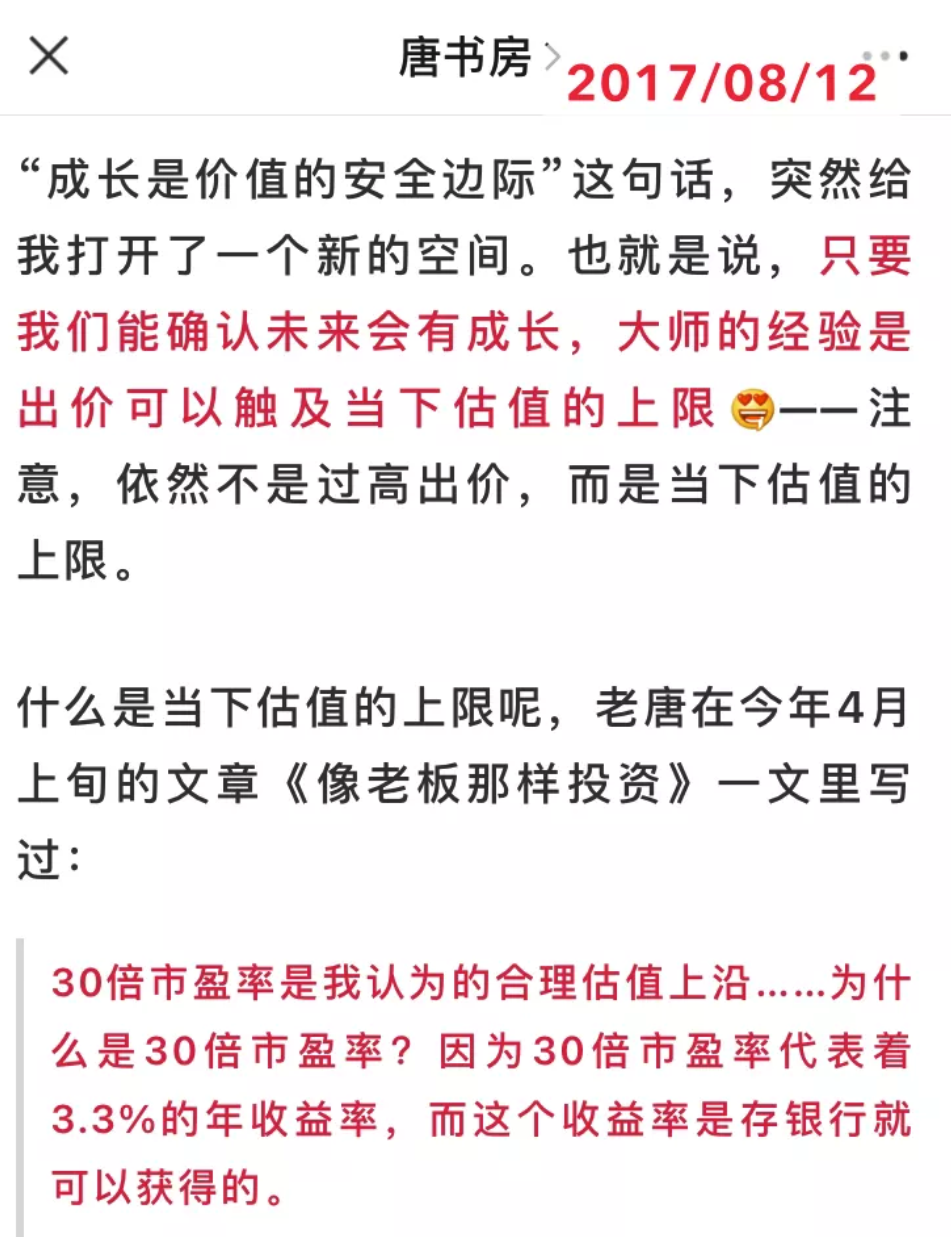 唐书房
2017/08/12
“成长是价值的安全边际”这句话，突然给
我打开了一个新的空间。也就是说，只要
我们能确认未来会有成长，大师的经验是
出价可以触及当下估值的上限😍——注
意，依然不是过高出价，而是当下估值的
上限。
什么是当下估值的上限呢，老唐在今年4月
上旬的文章《像老板那样投资》一文里写
过：
30倍市盈率是我认为的合理估值上沿……为什
么是30倍市盈率？因为30倍市盈率代表着
3.3%的年收益率，而这个收益率是存银行就
可以获得的。